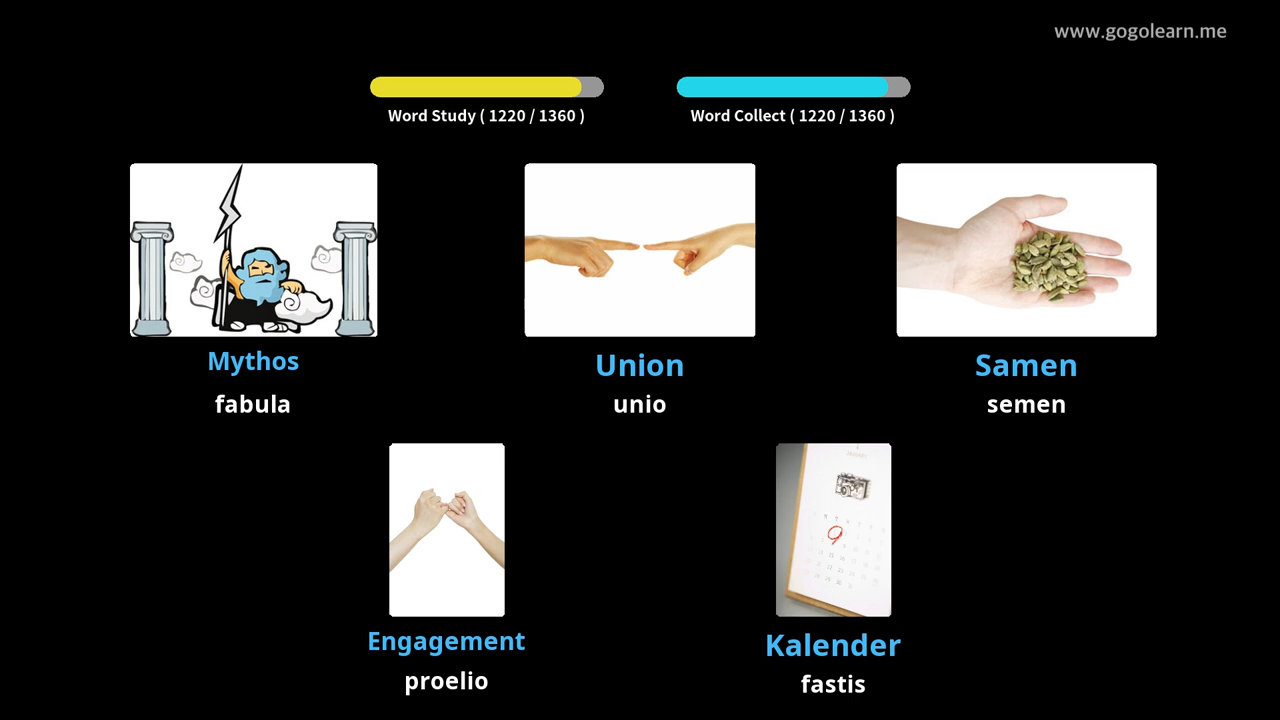 www.gogolearn.me
Word Study ( 1220 / 1360 )
Word Collect ( 1220 / 1360 )
Mythos
fabula
Union
unio
Samen
semen
Engagement
proelio
Kalender
fastis